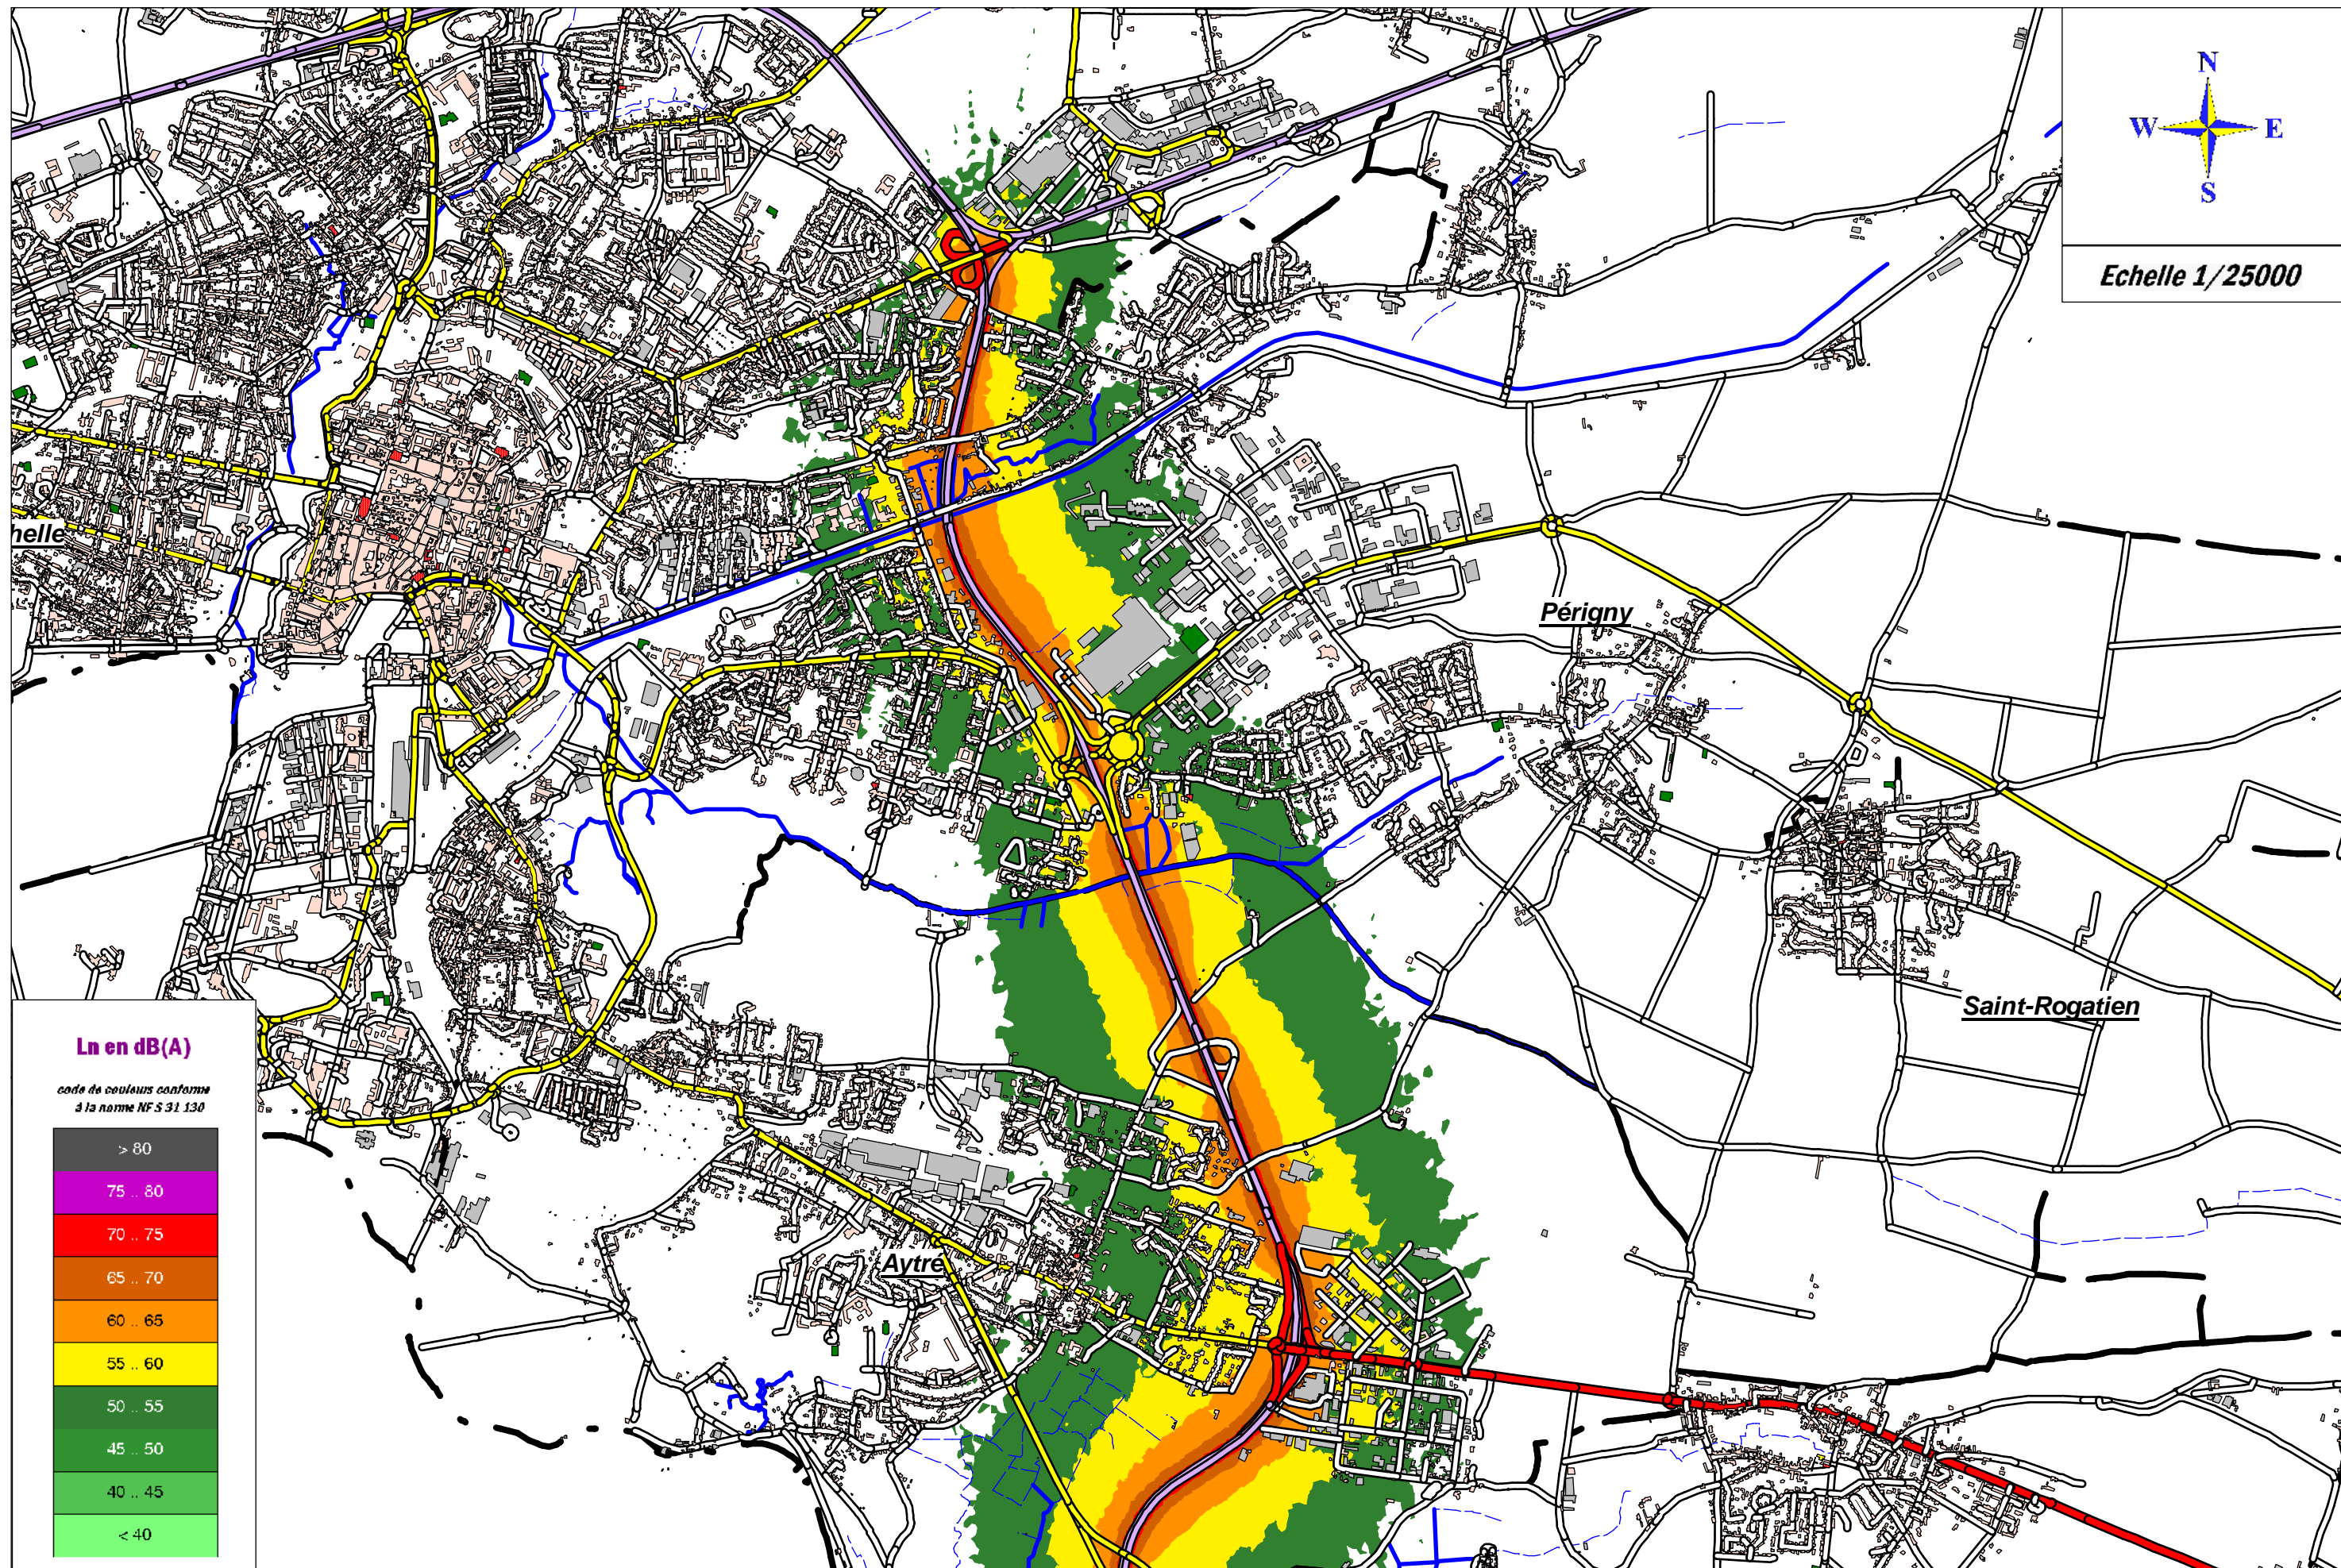 N
W E
S
Echelle 1/25000
helle
Périgny
Saint-Rogatien
Aytré
Ln en dB(A)
code de couleurs conforme
à la norme NF S 31 130
> 80
75 .. 80
70 .. 75
65 .. 70
60 .. 65
55 .. 60
50 .. 55
45 .. 50
40 .. 45
< 40